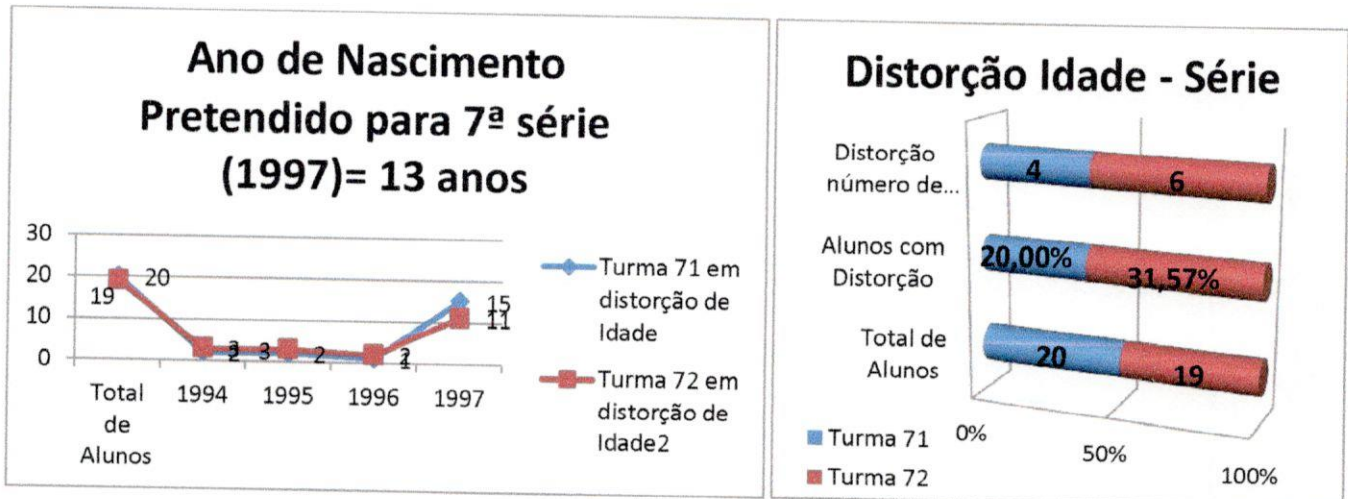 Ano de Nascimento
Pretendido para 7ª série
(1997)= 13 anos
30
20
10
0
20
19
3
2
3
2
2
1
15
11
Total
de
Alunos
1994
1995
1996
1997
Turma 71 em
distorção de
Idade
Turma 72 em
distorção de
Idade2
Distorção Idade - Série
Distorção
número de...
4
6
Alunos com
Distorção
20,00%
31,57%
Total de
Alunos
20
19
0%
50%
100%
Turma 71
Turma 72